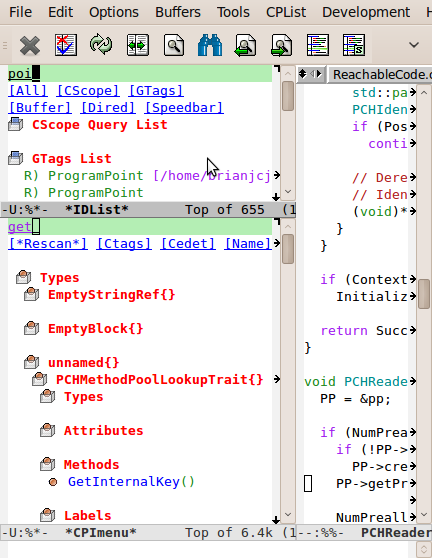 File Options Buffers Tools CPList Development H
poi
[All] [CScope] [GTags]
[Buffer] [Dired] [Speedbar]
CScope Query List
GTags List
R) ProgramPoint [/home/brianjcj
R) ProgramPoint
-U:%*- *IDList* Top of 655 (1
get
[*Rescan*] [Ctags] [Cedet] [Name]
Types
EmptyStringRef{}
EmptyBlock{}
unnamed{}
PCHMethodPoolLookupTrait{}
Types
Attributes
Methods
GetInternalKey()
Labels
-U:%*- *CPImenu* Top of 6.4k (1
ReachableCode.c
std::pa
PCHIden
if (Pos
conti
// Dere
// Iden
(void)*
}
}
if (Context
Initializ
return Succ
}
void PCHReade
PP = &pp;
if (NumPrea
if (!PP->
PP->cre
PP->getPr
NumPreall
--:%%- PCHReader